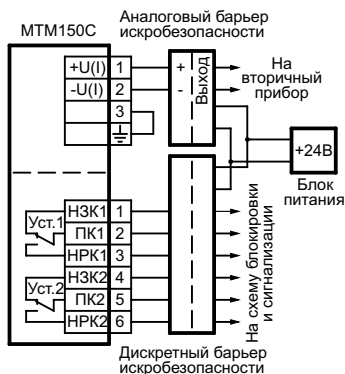 Аналоговый барьер
искробезопасности
МТМ150С
+U(I) 1
-U(I) 2
3
+
-
Выход
На
вторичный
прибор
+24В
Блок
питания
Уст.1
НЗК1 1
ПК1 2
НРК1 3
Уст.2
НЗК2 4
ПК2 5
НРК2 6
На схему блокировки
и сигнализации
Дискретный барьер
искробезопасности